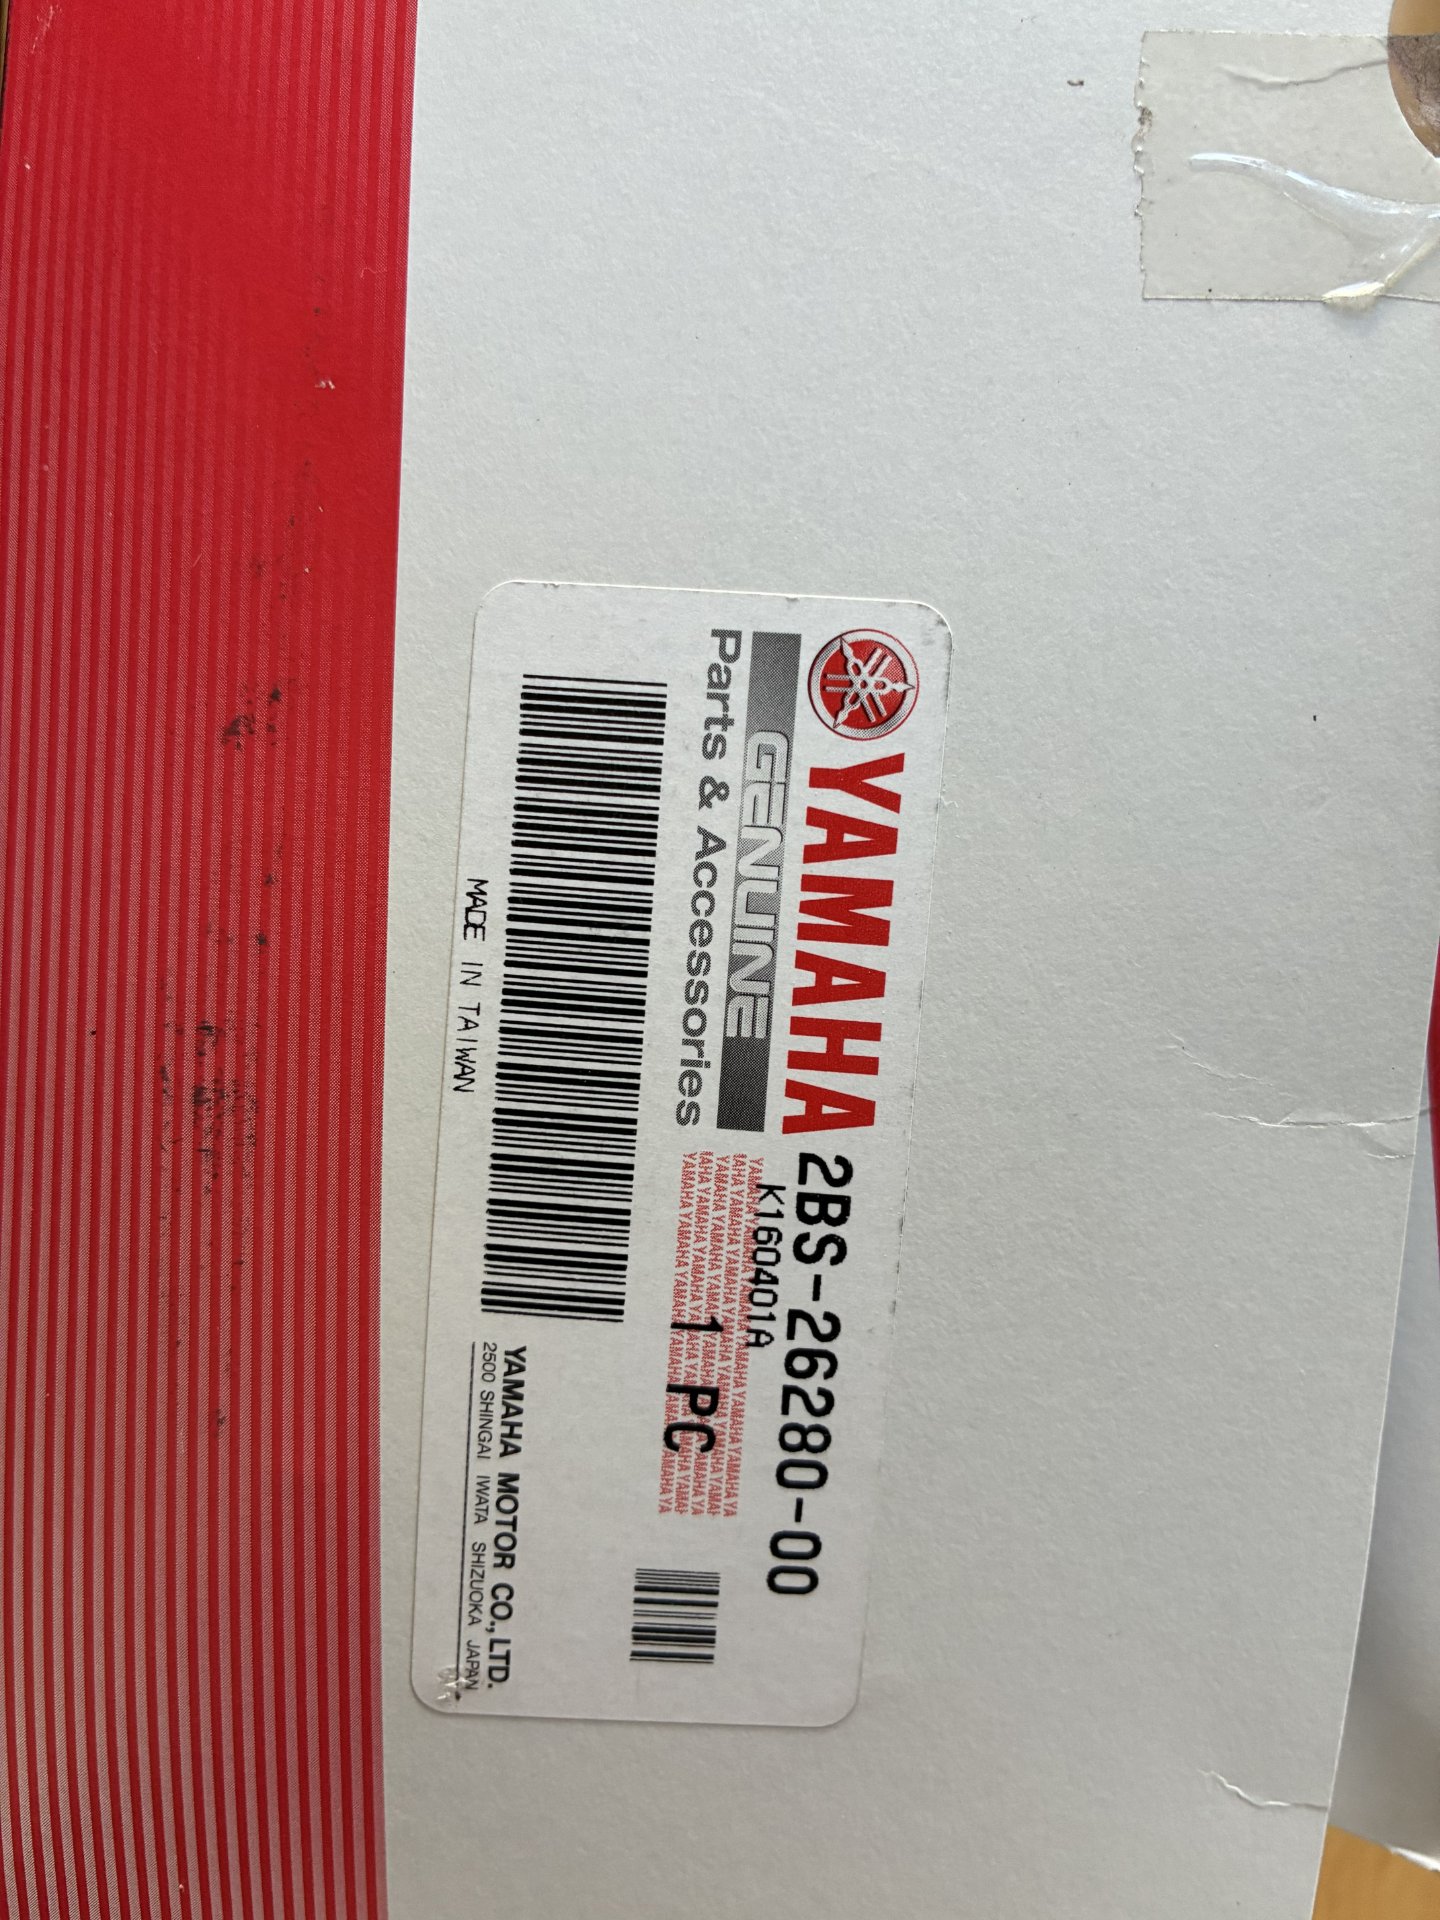 YAMAHA 2BS-26280-00
GENUINE K160401A
Parts & Accessories 1 PC
YAMAHA MOTOR CO., LTD.
MADE IN TAIWAN 2500 SHINGAI IWATA SHIZUOKA JAPAN